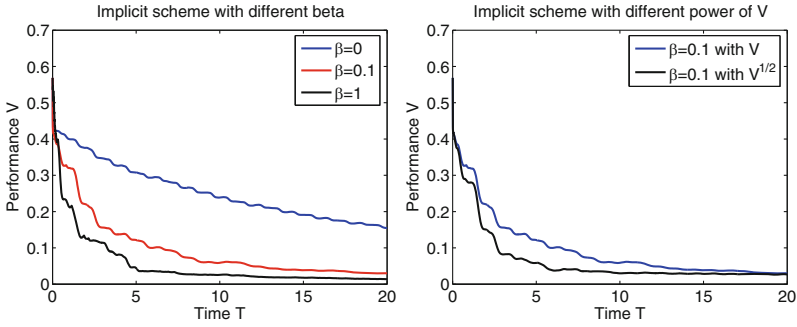 Implicit scheme with different beta
0.7
0.6
0.5
0.4
0.3
0.2
0.1
0
Performance V
β=0
β=0.1
β=1
0 5 10 15 20
Time T
Implicit scheme with different power of V
0.7
0.6
0.5
0.4
0.3
0.2
0.1
0
Performance V
β=0.1 with V
β=0.1 with V^1/2
0 5 10 15 20
Time T